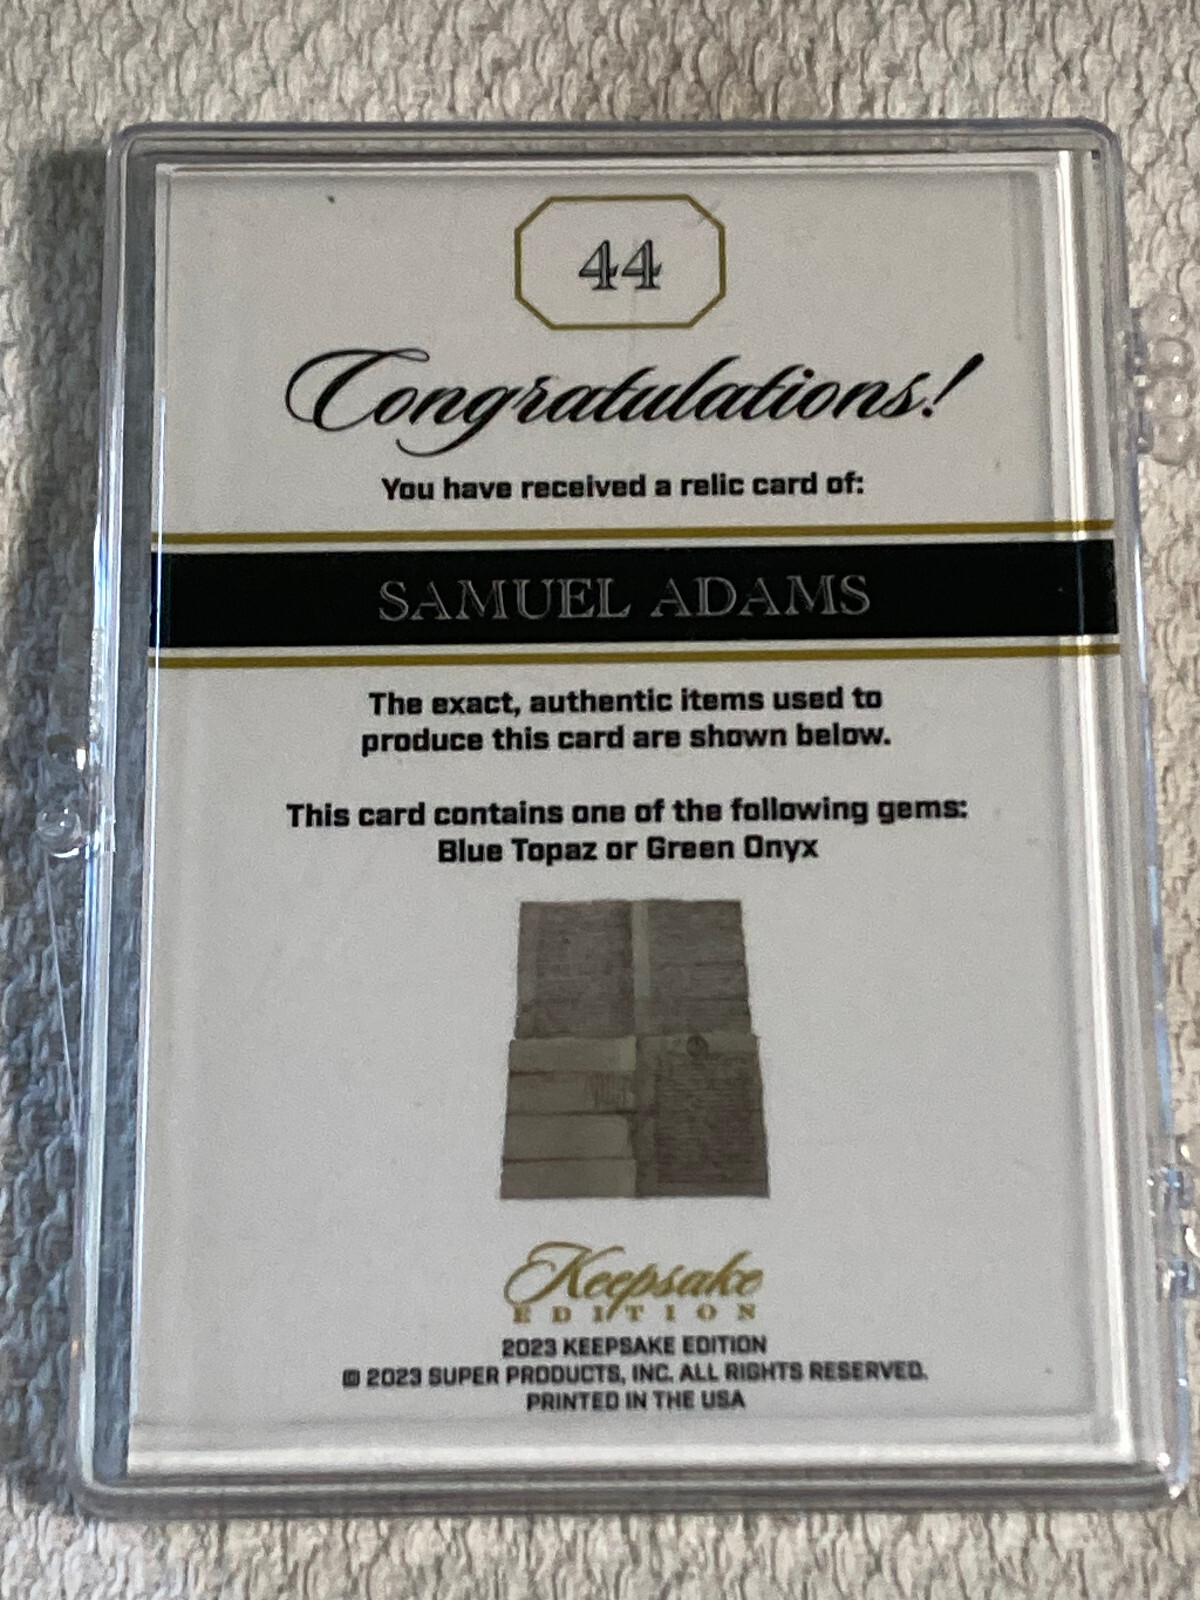 44
Congratulations!
You have received a relic card of:
SAMUEL ADAMS
The exact, authentic items used to
produce this card are shown below.
This card contains one of the following gems:
Blue Topaz or Green Onyx
Keepsake
EDITION
2023 KEEPSAKE EDITION
© 2023 SUPER PRODUCTS, INC. ALL RIGHTS RESERVED.
PRINTED IN THE USA